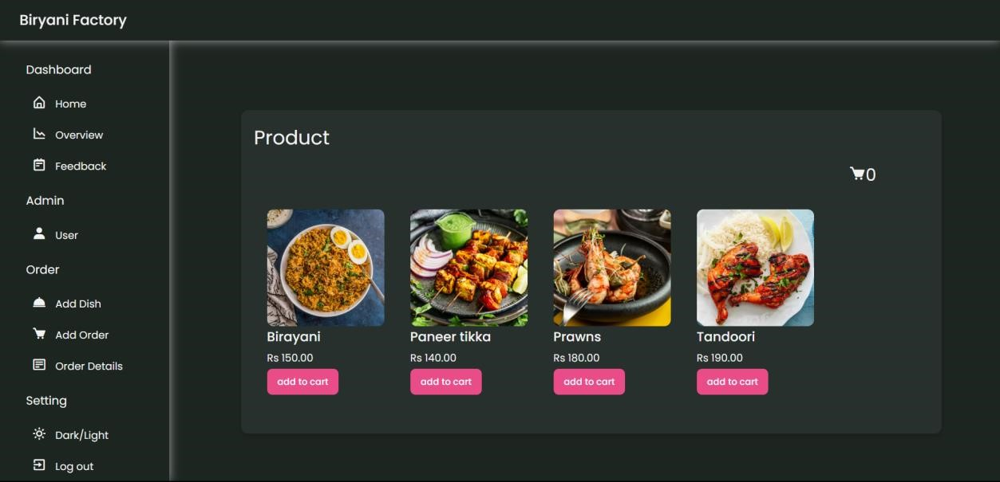 Biryani Factory
Dashboard
Home
Overview
Feedback
Admin
User
Order
Add Dish
Add Order
Order Details
Setting
Dark/Light
Log out
Product
0
Birayani
Rs 150.00
add to cart
Paneer tikka
Rs 140.00
add to cart
Prawns
Rs 180.00
add to cart
Tandoori
Rs 190.00
add to cart